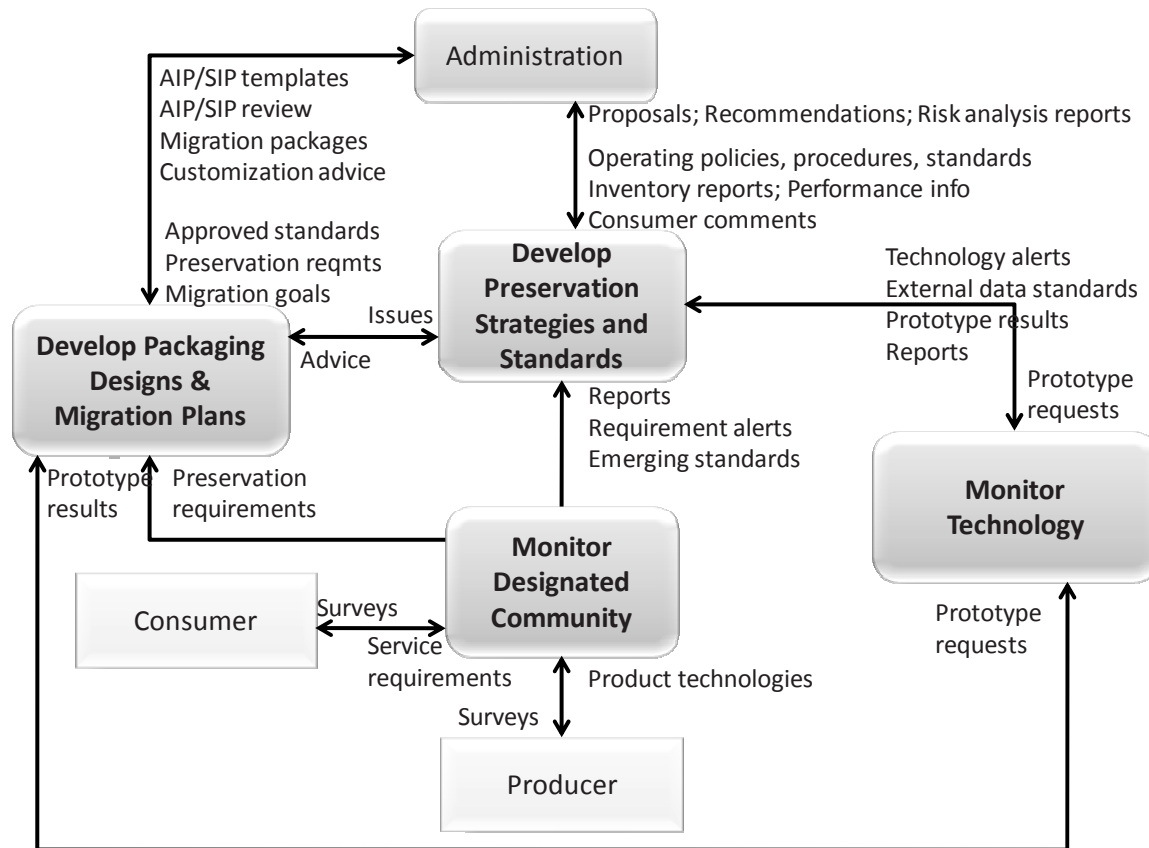 Administration
AIP/SIP templates
AIP/SIP review
Migration packages
Customization advice
Proposals; Recommendations; Risk analysis reports
Operating policies, procedures, standards
Inventory reports; Performance info
Consumer comments
Approved standards
Preservation reqmts
Migration goals
Develop
Preservation
Strategies and
Standards
Technology alerts
External data standards
Prototype results
Reports
Issues
Advice
Develop Packaging
Designs &
Migration Plans
Prototype
requests
Reports
Requirement alerts
Emerging standards
Prototype
results
Preservation
requirements
Monitor
Technology
Monitor
Designated
Community
Consumer
Surveys
Service
requirements
Prototype
requests
Product technologies
Surveys
Producer